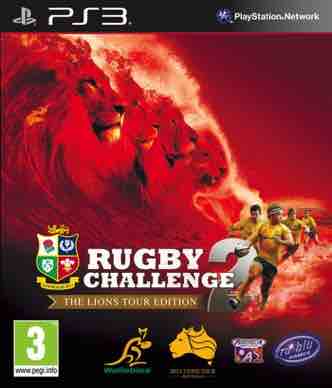 PS3
PlayStation®Network
RUGBY
CHALLENGE 2
THE LIONS TOUR EDITION
3
www.pegi.info
Wallabies